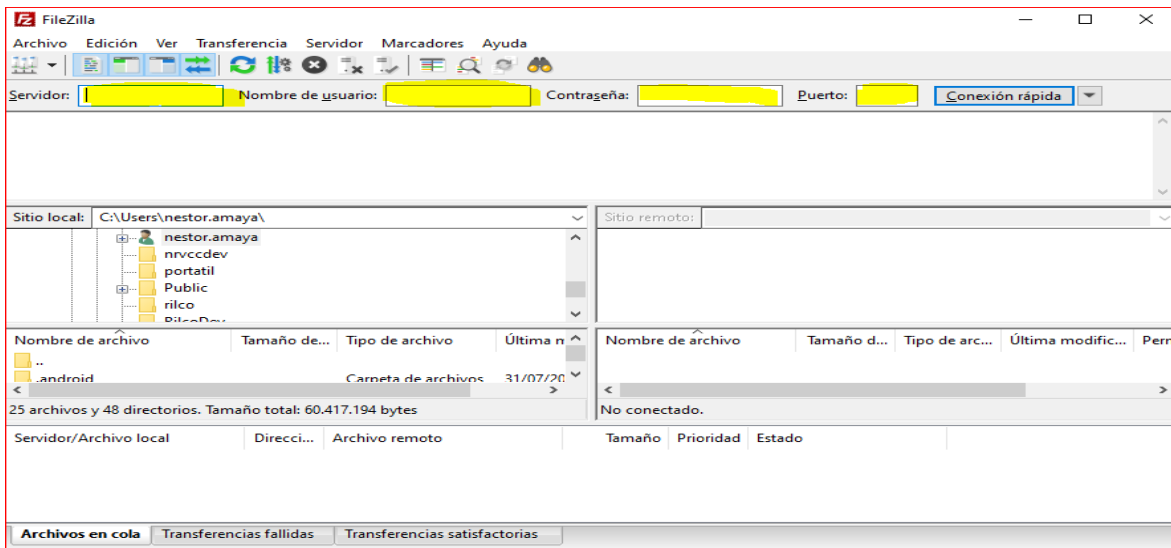 FileZilla
Archivo Edición Ver Transferencia Servidor Marcadores Ayuda
Servidor: Nombre de usuario: Contraseña: Puerto: Conexión rápida
Sitio local: C:\Users\nestor.amaya\ Sitio remoto:
nestor.amaya
nrvccdev
portatil
Public
rilco
RilcoDev
Nombre de archivo Tamaño de... Tipo de archivo Última m Nombre de archivo Tamaño d... Tipo de arc... Última modific... Perm
..
.android Carpeta de archivos 31/07/20
25 archivos y 48 directorios. Tamaño total: 60.417.194 bytes No conectado.
Servidor/Archivo local Direcci... Archivo remoto Tamaño Prioridad Estado
Archivos en cola Transferencias fallidas Transferencias satisfactorias